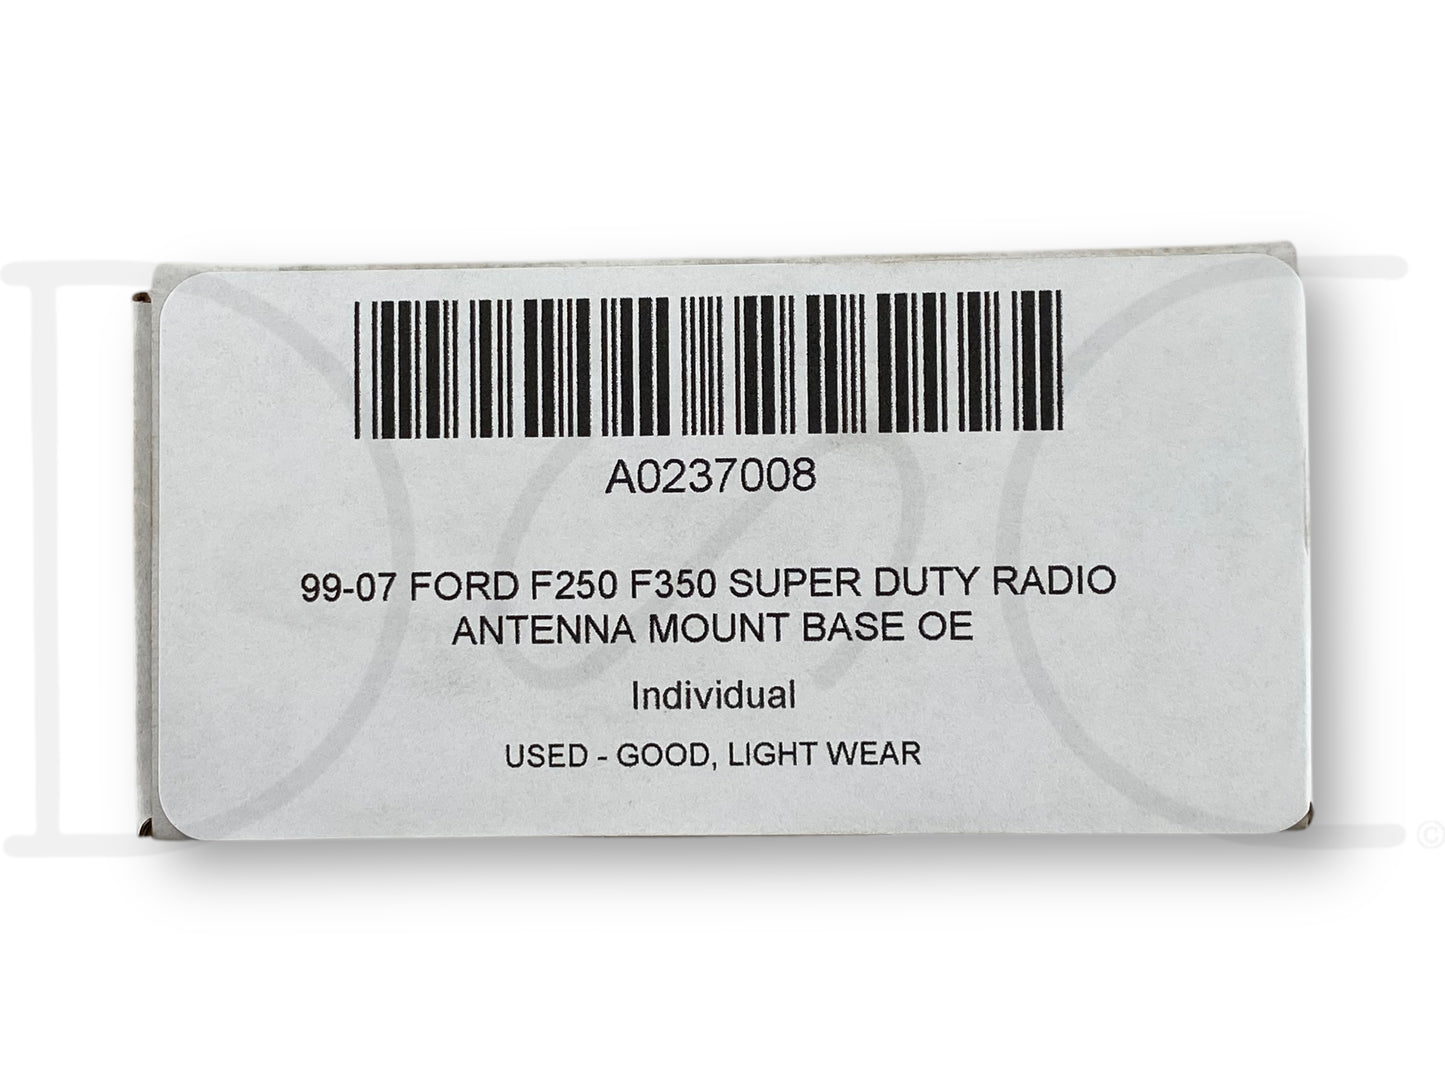 A0237008
99-07 FORD F250 F350 SUPER DUTY RADIO
ANTENNA MOUNT BASE OE
Individual
USED - GOOD, LIGHT WEAR
©